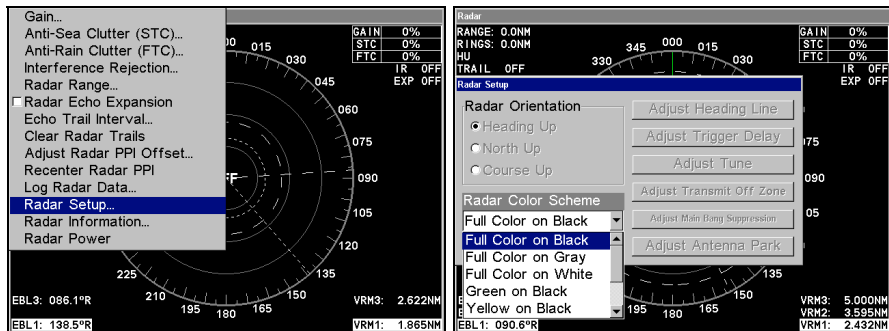 Gain...
Anti-Sea Clutter (STC)...
Anti-Rain Clutter (FTC)...
Interference Rejection...
Radar Range...
Radar Echo Expansion
Echo Trail Interval...
Clear Radar Trails
Adjust Radar PPI Offset...
Recenter Radar PPI
Log Radar Data...
Radar Setup...
Radar Information...
Radar Power
GAIN 0%
STC 0%
FTC 0%
IR OFF
EXP OFF
015
030
045
060
075
090
105
120
135
150
165
180
195
210
225
EBL3: 086.1ºR
EBL1: 138.5ºR
VRM3: 2.622NM
VRM1: 1.865NM
Radar
RANGE: 0.0NM
RINGS: 0.0NM
HU
TRAIL OFF
330
345
000
015
030
GAIN 0%
STC 0%
FTC 0%
IR OFF
EXP OFF
Radar Setup
Radar Orientation
Heading Up
North Up
Course Up
Radar Color Scheme
Full Color on Black
Full Color on Black
Full Color on Gray
Full Color on White
Green on Black
Yellow on Black
Adjust Heading Line
Adjust Trigger Delay
Adjust Tune
Adjust Transmit Off Zone
Adjust Main Bang Suppression
Adjust Antenna Park
75
090
05
135
150
165
180
195
EBL1: 090.6ºR
VRM3: 5.000NM
VRM2: 3.595NM
VRM1: 2.432NM